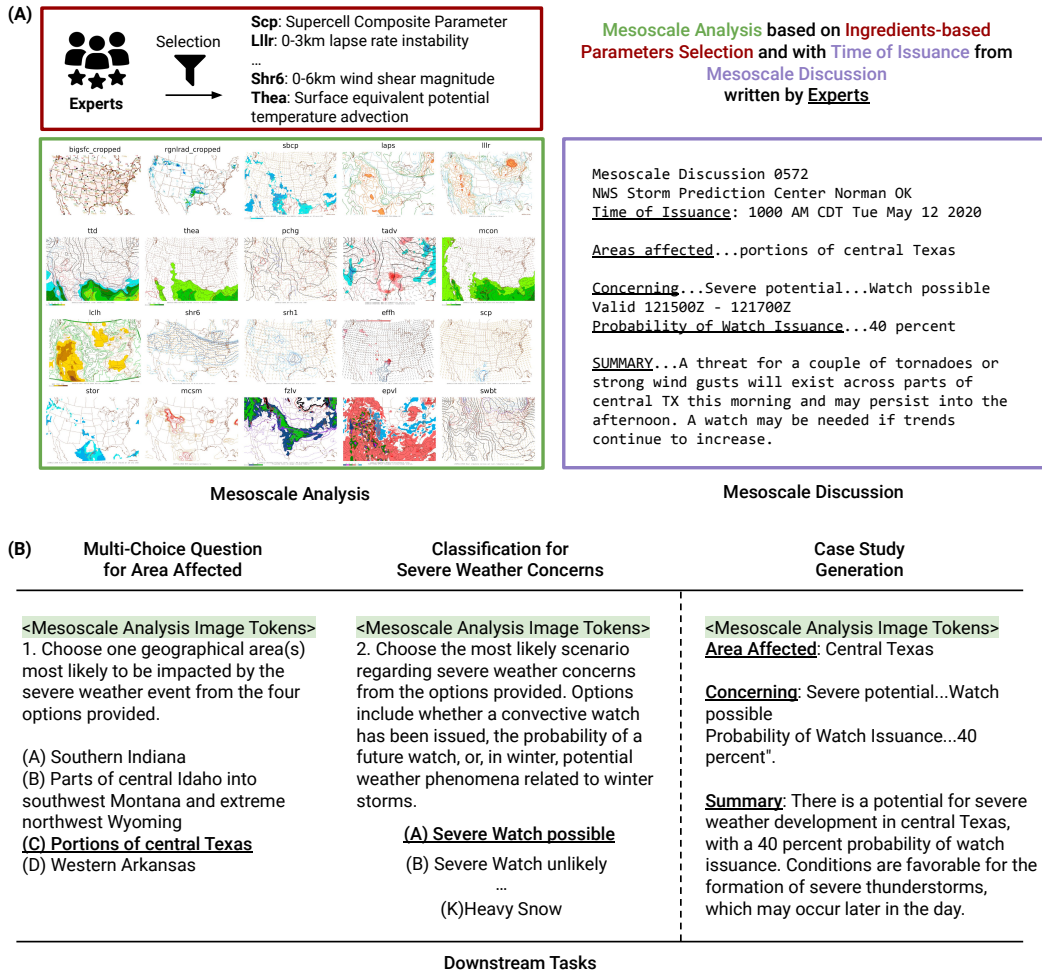 (A)
Experts
Selection
Scp: Supercell Composite Parameter
Lllr: 0-3km lapse rate instability
...
Shr6: 0-6km wind shear magnitude
Thea: Surface equivalent potential
temperature advection
Mesoscale Analysis based on Ingredients-based
Parameters Selection and with Time of Issuance from
Mesoscale Discussion
written by Experts
bigsfc_cropped rgnlrad_cropped sbcp laps lllr
ttd thea pchg tadv mcon
lclh shr6 srh1 effh scp
stor mcsm fzlv epvl swbt
Mesoscale Analysis
Mesoscale Discussion 0572
NWS Storm Prediction Center Norman OK
Time of Issuance: 1000 AM CDT Tue May 12 2020
Areas affected...portions of central Texas
Concerning...Severe potential...Watch possible
Valid 121500Z - 121700Z
Probability of Watch Issuance...40 percent
SUMMARY...A threat for a couple of tornadoes or
strong wind gusts will exist across parts of
central TX this morning and may persist into the
afternoon. A watch may be needed if trends
continue to increase.
Mesoscale Discussion
(B)
Multi-Choice Question
for Area Affected
Classification for
Severe Weather Concerns
Case Study
Generation
<Mesoscale Analysis Image Tokens>
1. Choose one geographical area(s)
most likely to be impacted by the
severe weather event from the four
options provided.
(A) Southern Indiana
(B) Parts of central Idaho into
southwest Montana and extreme
northwest Wyoming
(C) Portions of central Texas
(D) Western Arkansas
<Mesoscale Analysis Image Tokens>
2. Choose the most likely scenario
regarding severe weather concerns
from the options provided. Options
include whether a convective watch
has been issued, the probability of a
future watch, or, in winter, potential
weather phenomena related to winter
storms.
(A) Severe Watch possible
(B) Severe Watch unlikely
...
(K)Heavy Snow
<Mesoscale Analysis Image Tokens>
Area Affected: Central Texas
Concerning: Severe potential...Watch
possible
Probability of Watch Issuance...40
percent".
Summary: There is a potential for severe
weather development in central Texas,
with a 40 percent probability of watch
issuance. Conditions are favorable for the
formation of severe thunderstorms,
which may occur later in the day.
Downstream Tasks